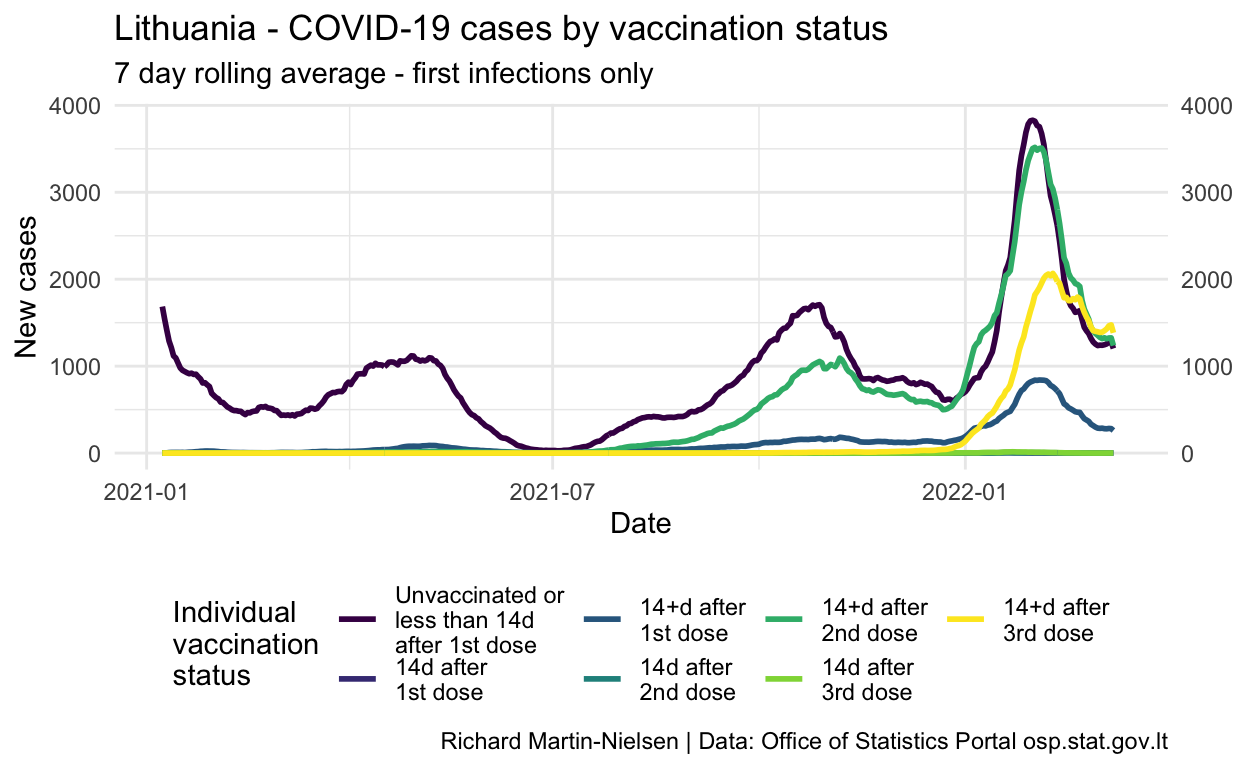 Lithuania - COVID-19 cases by vaccination status
7 day rolling average - first infections only
4000
3000
2000
1000
0
4000
3000
2000
1000
0
New cases
2021-01
2021-07
2022-01
Date
Individual
vaccination
status
Unvaccinated or
less than 14d
after 1st dose
14d after
1st dose
14+d after
1st dose
14d after
2nd dose
14+d after
2nd dose
14d after
3rd dose
14+d after
3rd dose
Richard Martin-Nielsen | Data: Office of Statistics Portal osp.stat.gov.lt